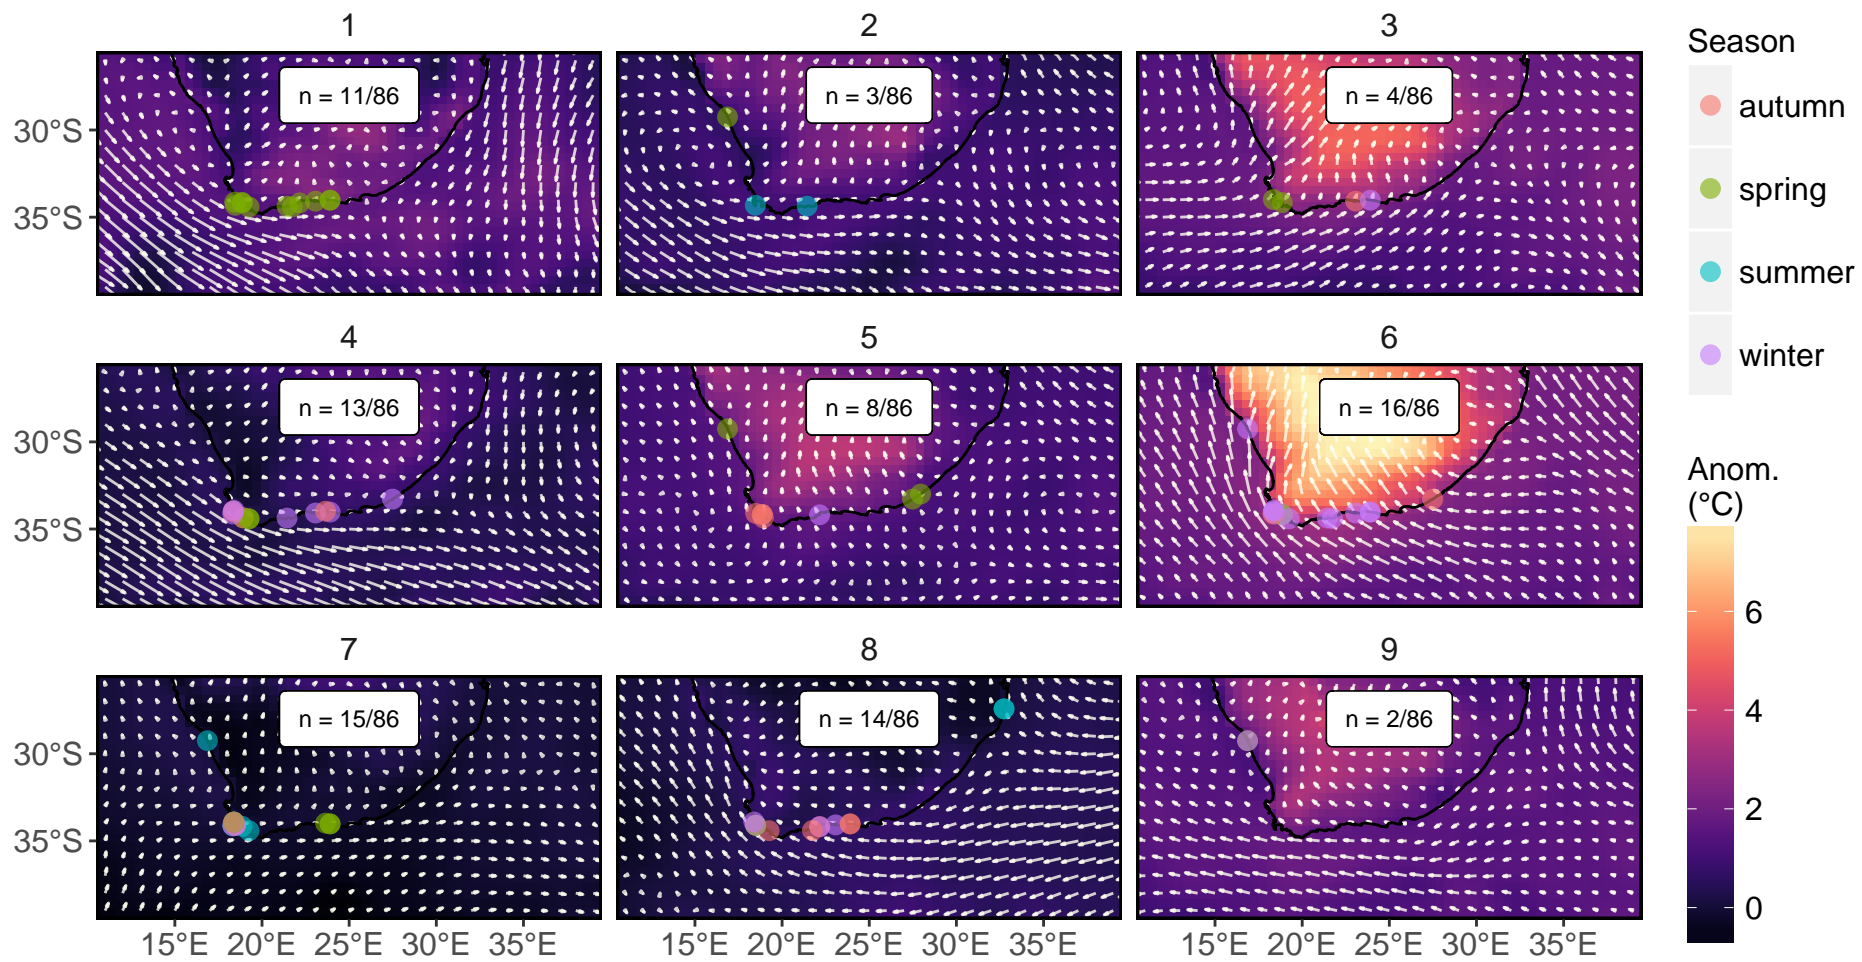 1
2
3
n = 11/86
n = 3/86
n = 4/86
30°S
35°S
4
5
6
n = 13/86
n = 8/86
n = 16/86
30°S
35°S
7
8
9
n = 15/86
n = 14/86
n = 2/86
30°S
35°S
15°E 20°E 25°E 30°E 35°E
15°E 20°E 25°E 30°E 35°E
15°E 20°E 25°E 30°E 35°E
Season
autumn
spring
summer
winter
Anom.
(°C)
6
4
2
0